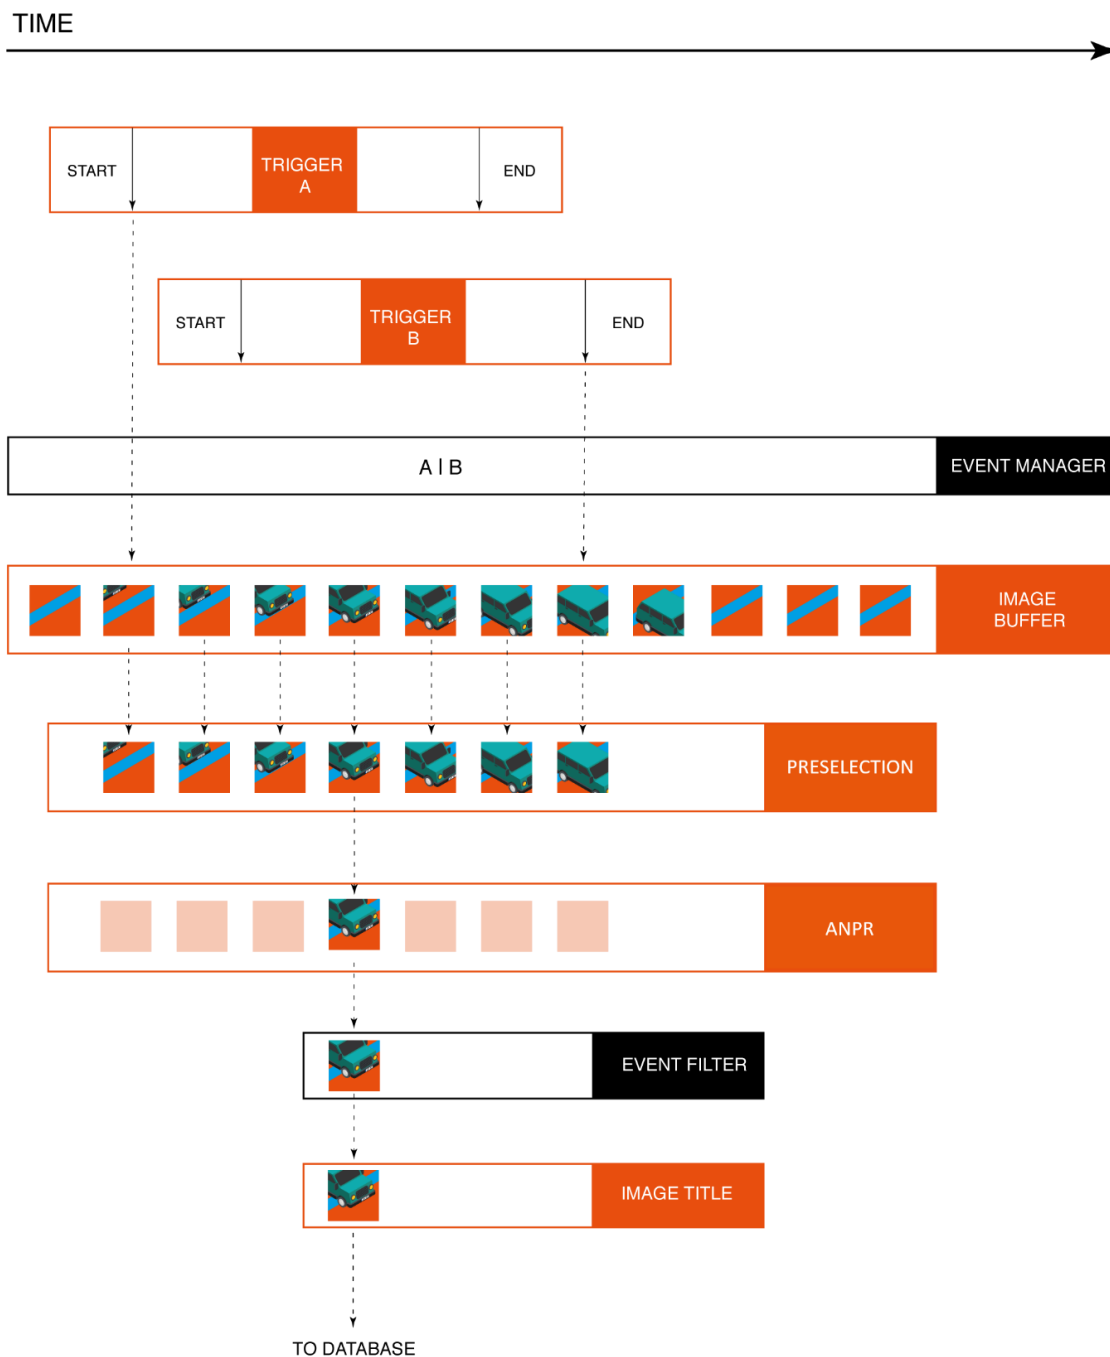 TIME
START
TRIGGER
A
END
START
TRIGGER
B
END
A | B
EVENT MANAGER
IMAGE
BUFFER
PRESELECTION
ANPR
EVENT FILTER
IMAGE TITLE
TO DATABASE